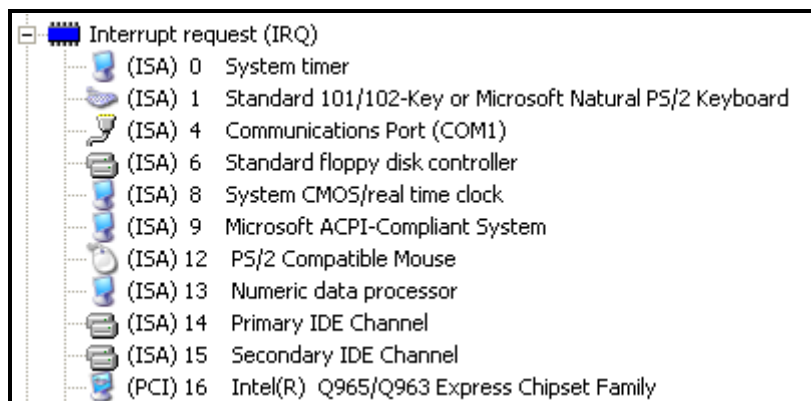 Interrupt request (IRQ)
(ISA) 0 System timer
(ISA) 1 Standard 101/102-Key or Microsoft Natural PS/2 Keyboard
(ISA) 4 Communications Port (COM1)
(ISA) 6 Standard floppy disk controller
(ISA) 8 System CMOS/real time clock
(ISA) 9 Microsoft ACPI-Compliant System
(ISA) 12 PS/2 Compatible Mouse
(ISA) 13 Numeric data processor
(ISA) 14 Primary IDE Channel
(ISA) 15 Secondary IDE Channel
(PCI) 16 Intel(R) Q965/Q963 Express Chipset Family